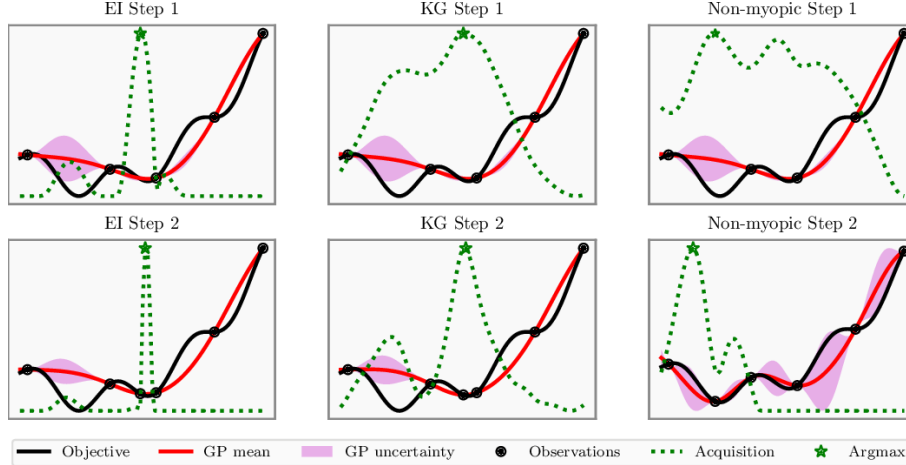 EI Step 1
KG Step 1
Non-myopic Step 1
EI Step 2
KG Step 2
Non-myopic Step 2
Objective GP mean GP uncertainty Observations Acquisition Argmax